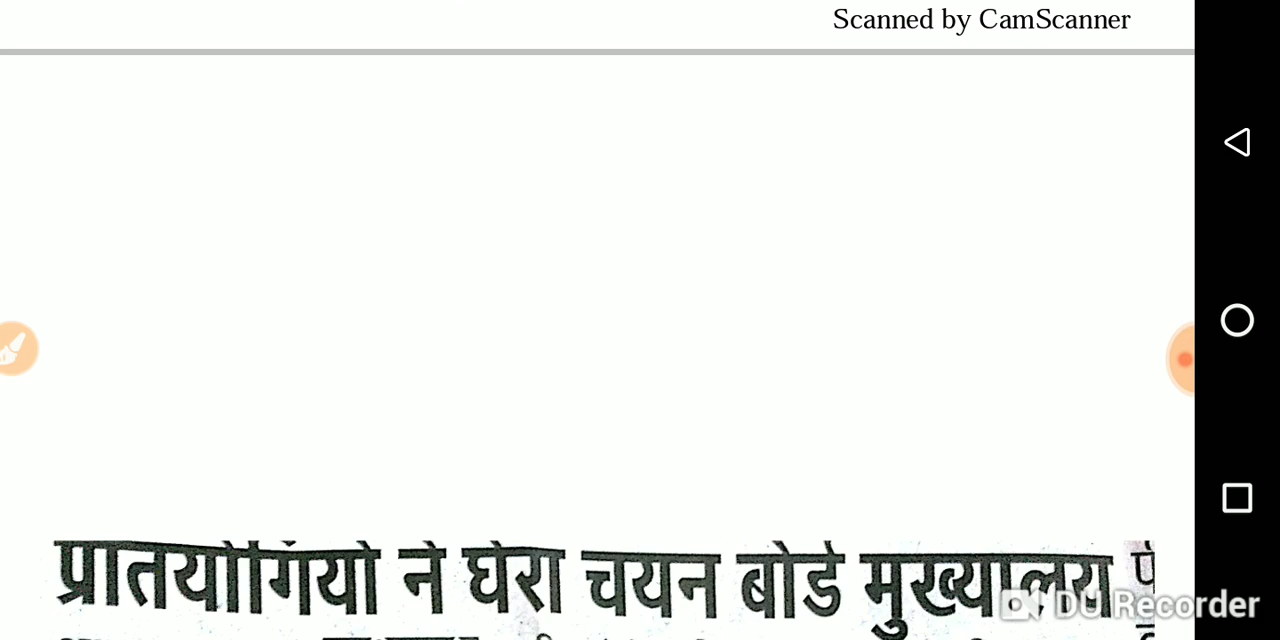 Scanned by CamScanner
प्रतियोगियों ने घेरा चयन बोर्ड मुख्यालय
DU Recorder